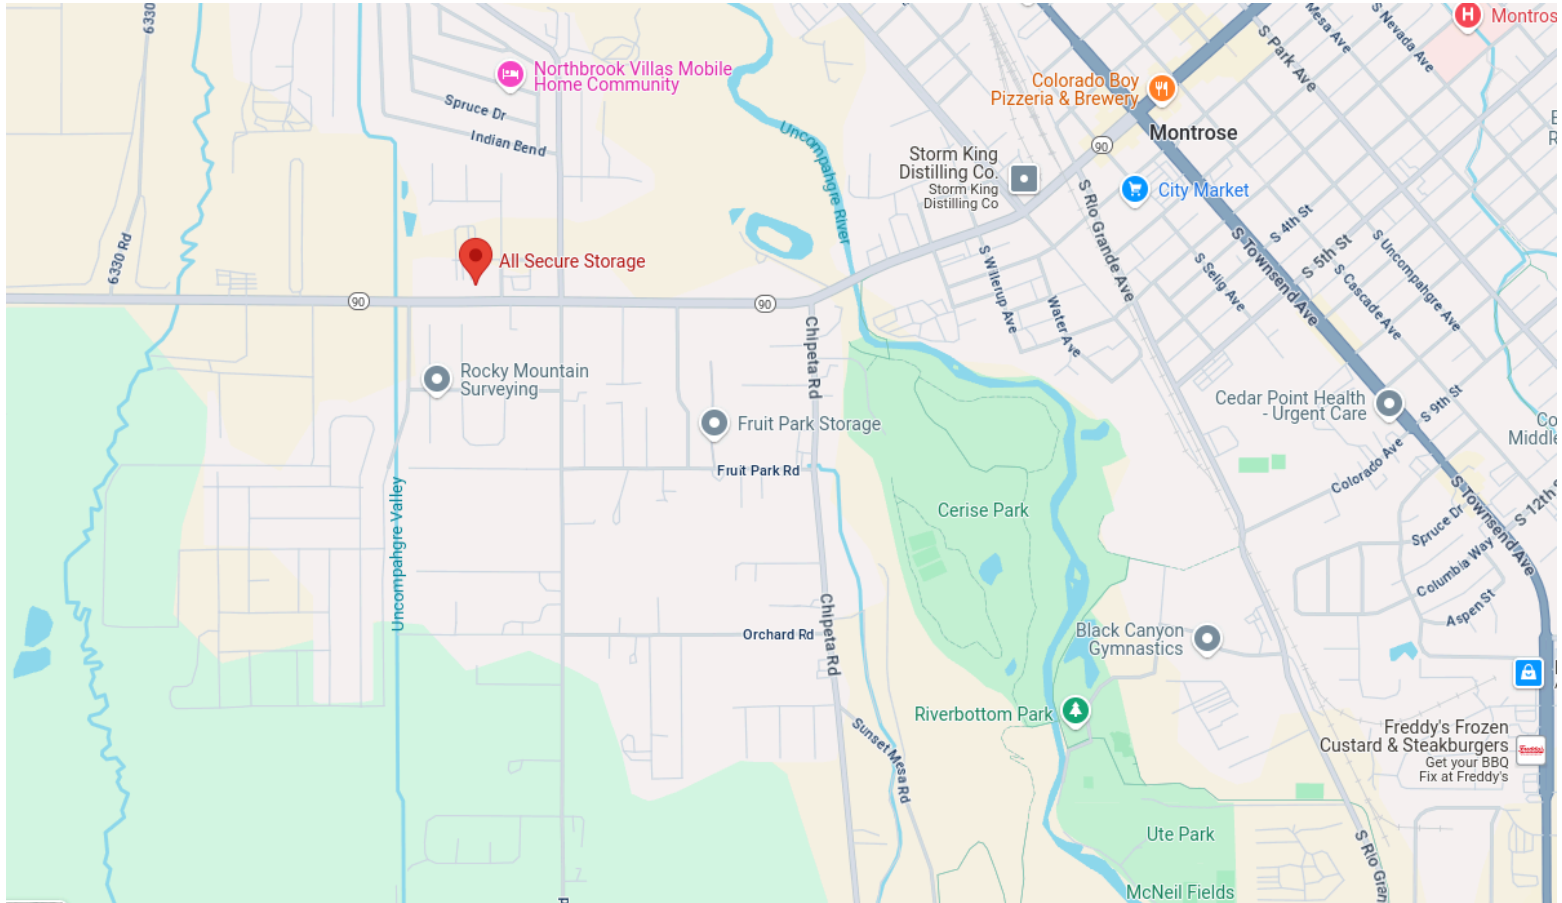 6330
Northbrook Villas Mobile
Home Community
Spruce Dr
Indian Bend
Uncompahgre River
Colorado Boy
Pizzeria & Brewery
Montrose
90
Storm King
Distilling Co.
Storm King
Distilling Co
City Market
S Park Ave
Mesa Ave
S Nevada Ave
H
Montros
6330 Rd
All Secure Storage
90
90
S Rio Grande Ave
S Willerup Ave
Water Ave
S Selig Ave
S 4th St
S 5th St
S Townsend Ave
S Cascade Ave
S Uncompahgre Ave
Rocky Mountain
Surveying
Chipeta Rd
Fruit Park Storage
Fruit Park Rd
Cedar Point Health
- Urgent Care
S 9th St
Co
Middle
Colorado Ave
S Townsend Ave
S 12th S
Spruce Dr
Columbia Way
Aspen St
Uncompahgre Valley
Cerise Park
Orchard Rd
Chipeta Rd
Black Canyon
Gymnastics
Riverbottom Park
Sunset Mesa Rd
Freddy's Frozen
Custard & Steakburgers
Get your BBQ
Fix at Freddy's
Ute Park
S Rio Gran
McNeil Fields